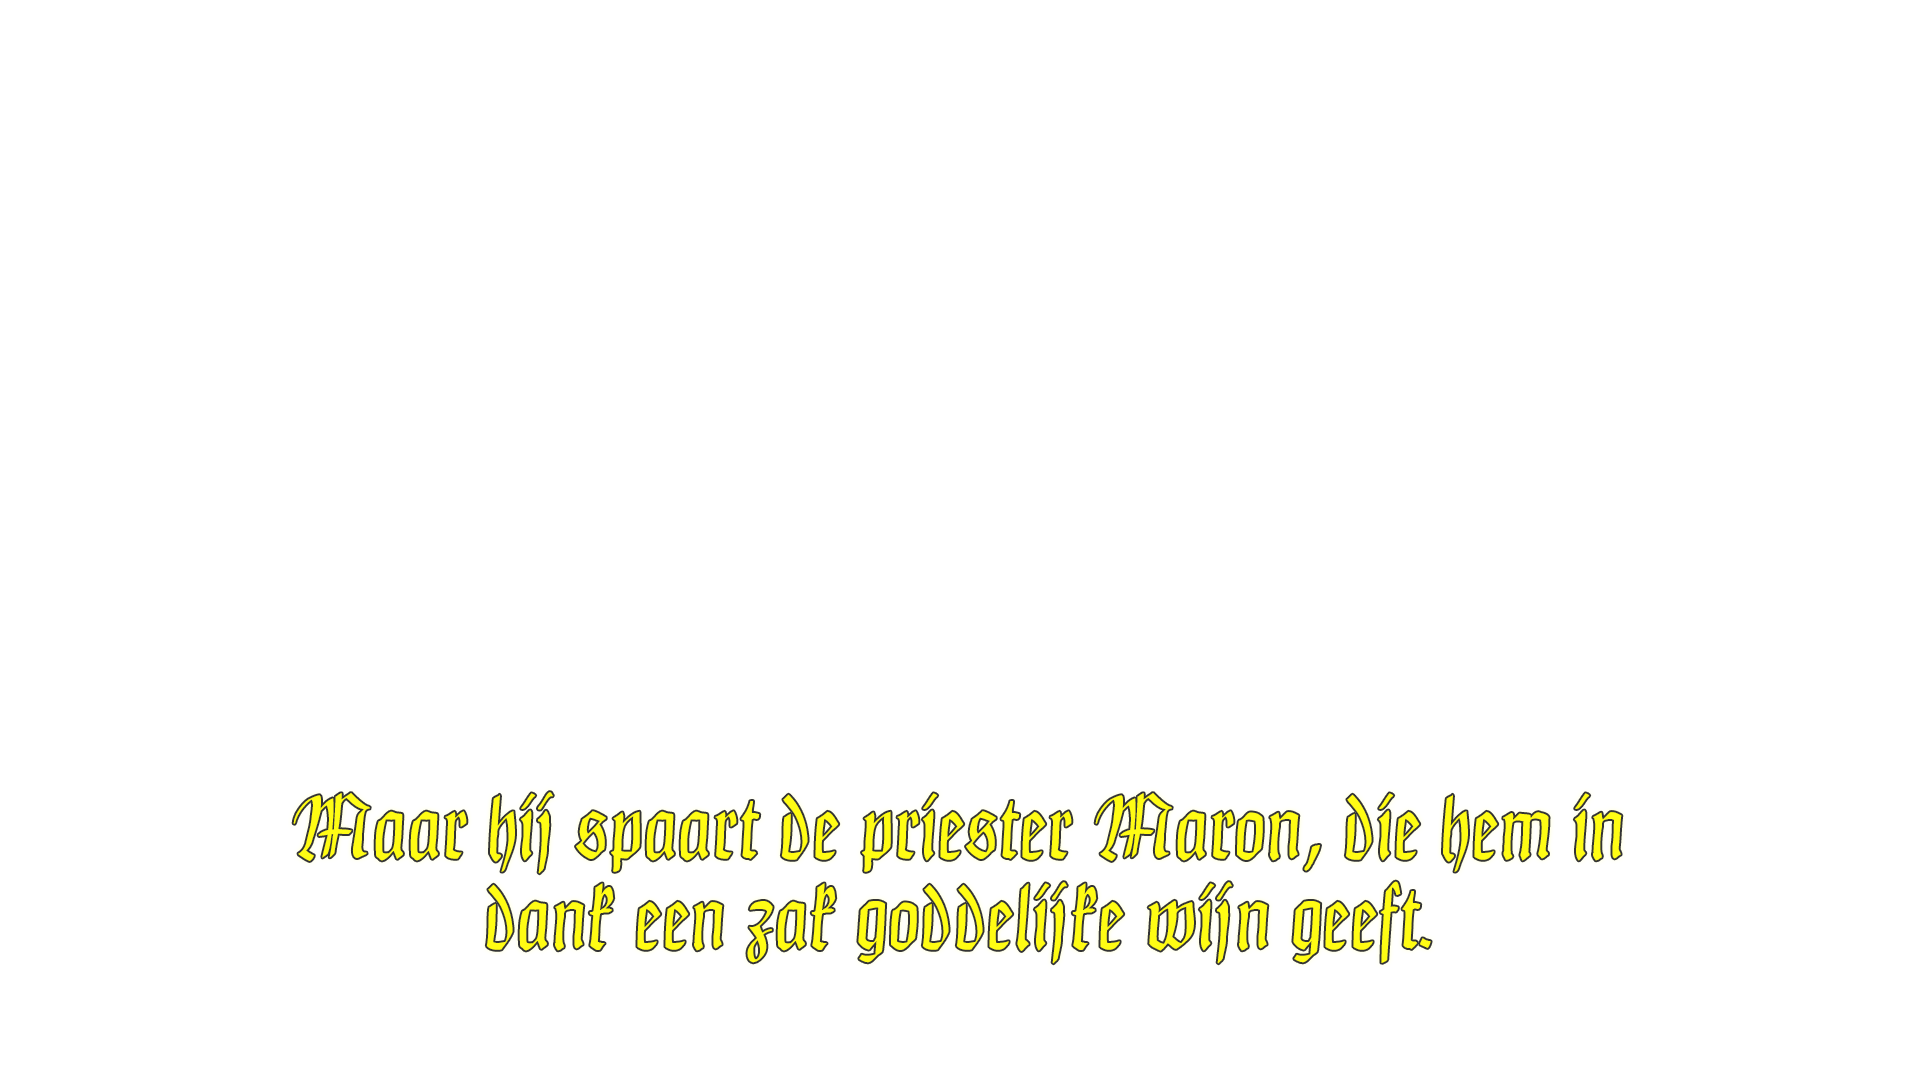 Maar hij spaart de priester Maron, die hem in
dank een zak goddelijke wijn geeft.